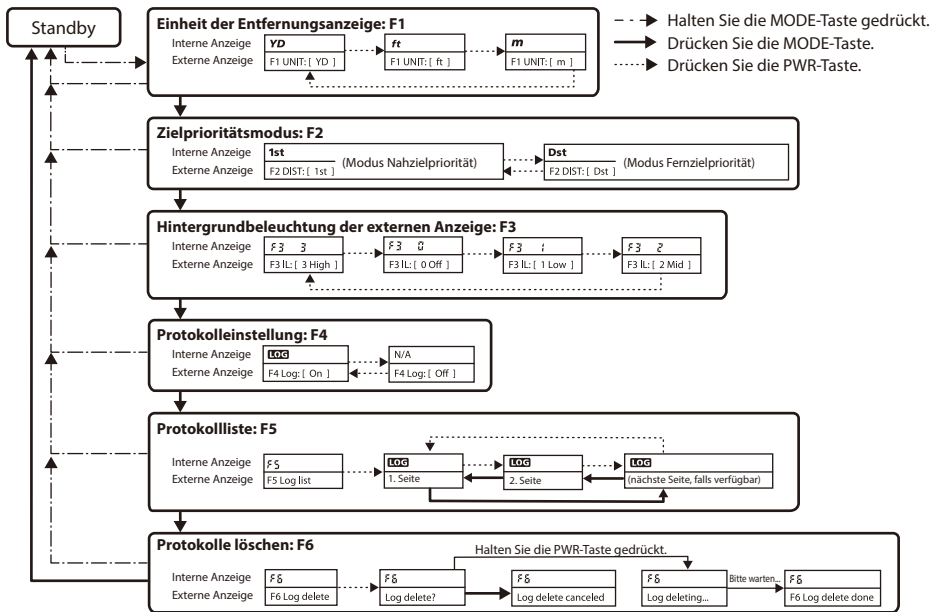 Standby
- · - ▶ Halten Sie die MODE-Taste gedrückt.
▶ Drücken Sie die MODE-Taste.
▶ Drücken Sie die PWR-Taste.
Einheit der Entfernungsanzeige: F1
Interne Anzeige YD ft m
Externe Anzeige F1 UNIT: [ YD ] F1 UNIT: [ ft ] F1 UNIT: [ m ]
Zielprioritätsmodus: F2
Interne Anzeige 1st (Modus Nahzielpriorität) Dst (Modus Fernzielpriorität)
Externe Anzeige F2 DIST: [ 1st ] F2 DIST: [ Dst ]
Hintergrundbeleuchtung der externen Anzeige: F3
Interne Anzeige F3 3 F3 0 F3 1 F3 2
Externe Anzeige F3 IL: [ 3 High ] F3 IL: [ 0 Off ] F3 IL: [ 1 Low ] F3 IL: [ 2 Mid ]
Protokolleinstellung: F4
Interne Anzeige LOG N/A
Externe Anzeige F4 Log: [ On ] F4 Log: [ Off ]
Protokollliste: F5
Interne Anzeige F5 LOG LOG LOG
Externe Anzeige F5 Log list 1. Seite 2. Seite (nächste Seite, falls verfügbar)
Protokolle löschen: F6
Halten Sie die PWR-Taste gedrückt.
Interne Anzeige F6 F6 F6 F6 Bitte warten... F6
Externe Anzeige F6 Log delete Log delete? Log delete canceled Log deleting... F6 Log delete done